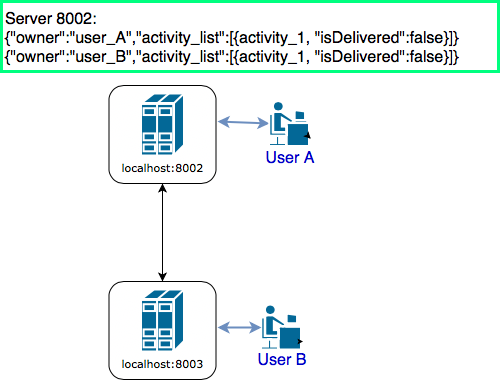 Server 8002:
{"owner":"user_A","activity_list":[{activity_1, "isDelivered":false}]}
{"owner":"user_B","activity_list":[{activity_1, "isDelivered":false}]}
localhost:8002
User A
localhost:8003
User B